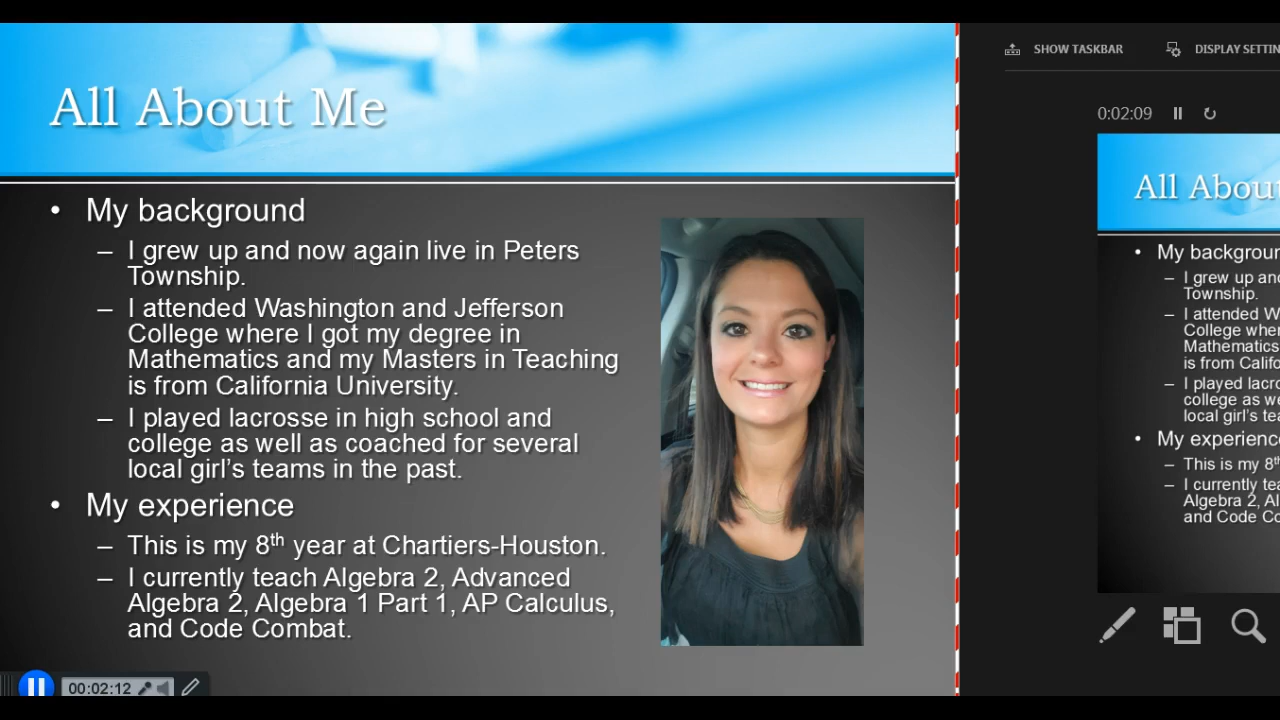 All About Me
• My background
– I grew up and now again live in Peters
Township.
– I attended Washington and Jefferson
College where I got my degree in
Mathematics and my Masters in Teaching
is from California University.
– I played lacrosse in high school and
college as well as coached for several
local girl’s teams in the past.
• My experience
– This is my 8th year at Chartiers-Houston.
– I currently teach Algebra 2, Advanced
Algebra 2, Algebra 1 Part 1, AP Calculus,
and Code Combat.
00:02:12
SHOW TASKBAR DISPLAY SETTIN
0:02:09
All Abou
• My backgroun
– I grew up and
Township.
– I attended W
College whe
Mathematics
is from Califo
– I played lacro
college as we
local girl’s tea
• My experience
– This is my 8th
– I currently tea
Algebra 2, Al
and Code Co